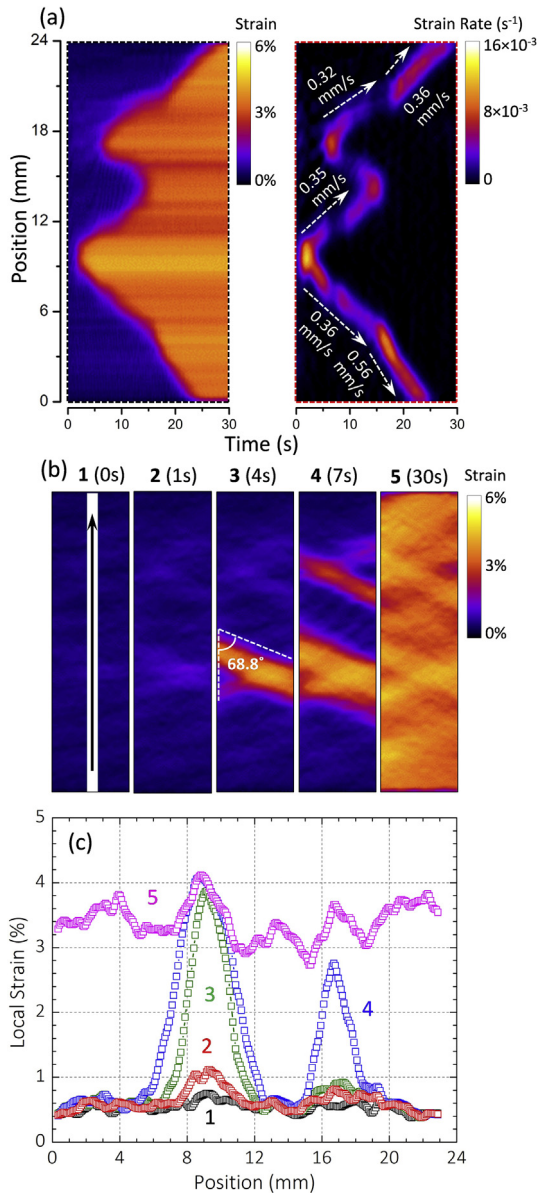 (a)
Strain
Strain Rate (s⁻¹)
24
18
12
6
0
Position (mm)
6%
3%
0%
16×10⁻³
8×10⁻³
0
0.32
mm/s
0.36
mm/s
0.35
mm/s
0.36
mm/s
0.56
mm/s
0 10 20 30
0 10 20 30
Time (s)
(b)
1 (0s) 2 (1s) 3 (4s) 4 (7s) 5 (30s)
Strain
6%
3%
0%
68.8°
(c)
5
4
3
2
1
0
Local Strain (%)
5
3
4
2
1
0 4 8 12 16 20 24
Position (mm)